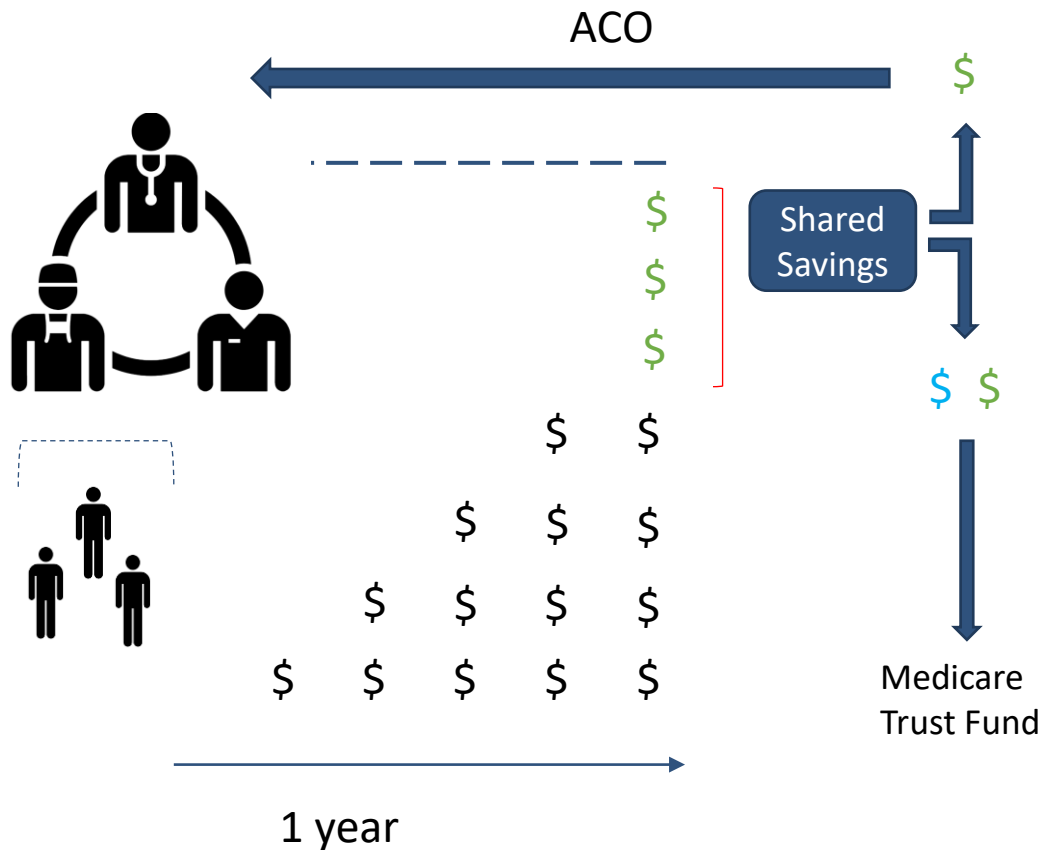 ACO
$
$
Shared
Savings
$
$
$ $
$ $
$ $ $
$ $ $ $
$ $ $ $ $
Medicare
Trust Fund
1 year